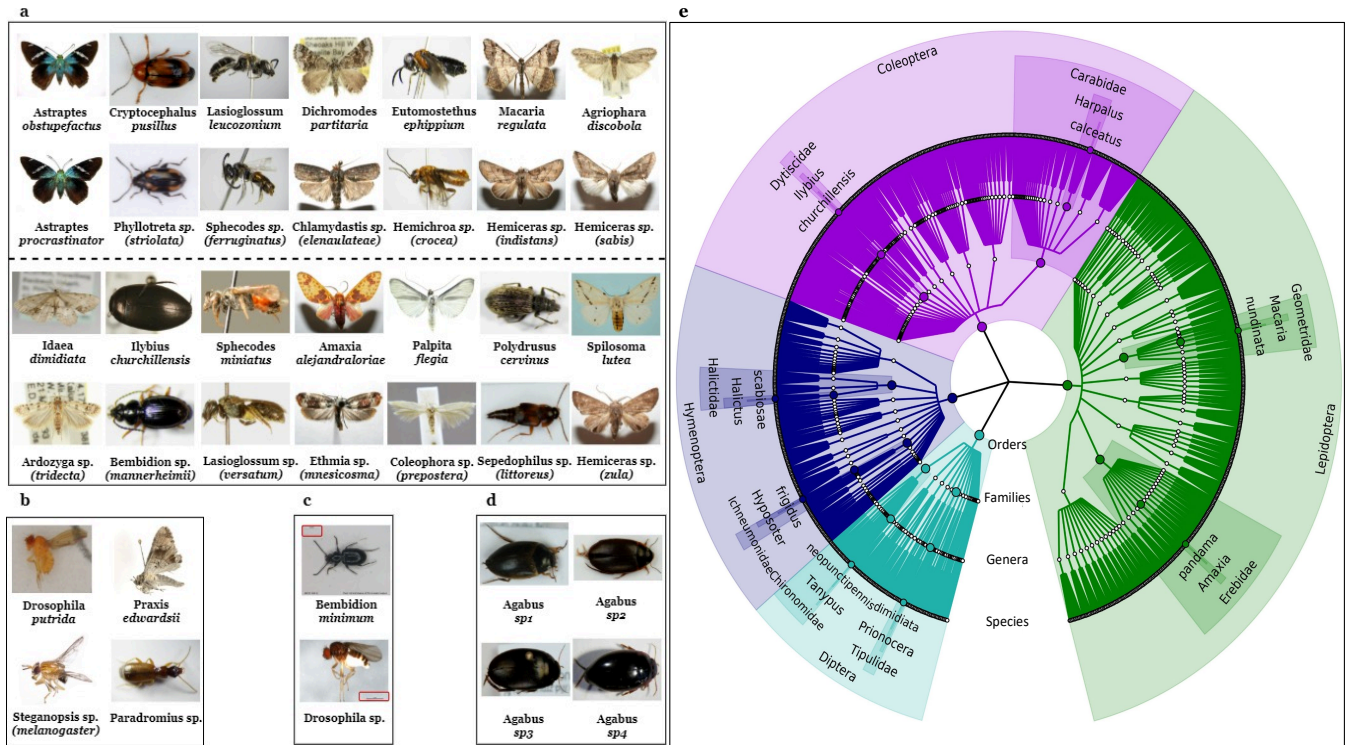 a
Astraptes Cryptocephalus Lasioglossum Dichromodes Eutomostethus Macaria Agriophara
obstupefactus pusillus leucozonium partitaria ephippium regulata discobola
Astraptes Phyllotreta sp. Sphecodes sp. Chlamydastis sp. Hemichroa sp. Hemiceras sp. Hemiceras sp.
procrastinator (striolata) (ferruginatus) (elenaulateae) (crocea) (indistans) (sabis)
Idaea Ilybius Sphecodes Amaxia Palpita Polydrusus Spilosoma
dimidiata churchillensis miniatus alejandraloriae flegia cervinus lutea
Ardozyga sp. Bembidion sp. Lasioglossum sp. Ethmia sp. Coleophora sp. Sepedophilus sp. Hemiceras sp.
(tridecta) (mannerheimii) (versatum) (mnesicosma) (prepostera) (littoreus) (zula)
b
Drosophila Praxis
putrida edwardsii
Steganopsis sp. Paradromius sp.
(melanogaster)
c
Bembidion
minimum
Drosophila sp.
d
Agabus Agabus
sp1 sp2
Agabus Agabus
sp3 sp4
e
Coleoptera
Carabidae
Harpalus
calceatus
Dytiscidae
Ilybius
churchillensis
Geometridae
Macaria
nundinata
Lepidoptera
Halictidae
Halictus
scabiosae
Hymenoptera
Orders
Families
Genera
Species
frigidus
Hyposoter
Ichneumonidae
neopunctipennis
Tanypus
Chironomidae
dimidiata
Prionocera
Tipulidae
Diptera
pandama
Amaxia
Erebidae